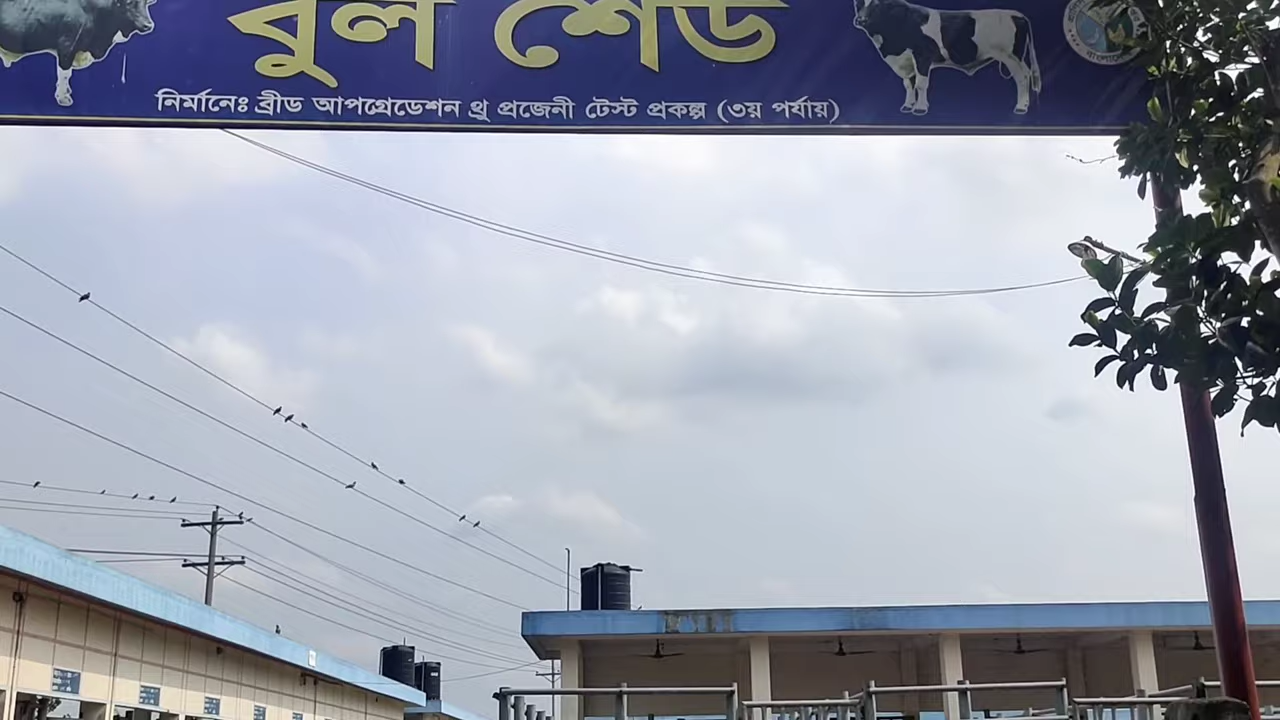 বুল শেড
নির্মানেঃ ব্রীড আপগ্রেডেশন থ্রু প্রজেনী টেস্ট প্রকল্প (৩য় পর্যায়)